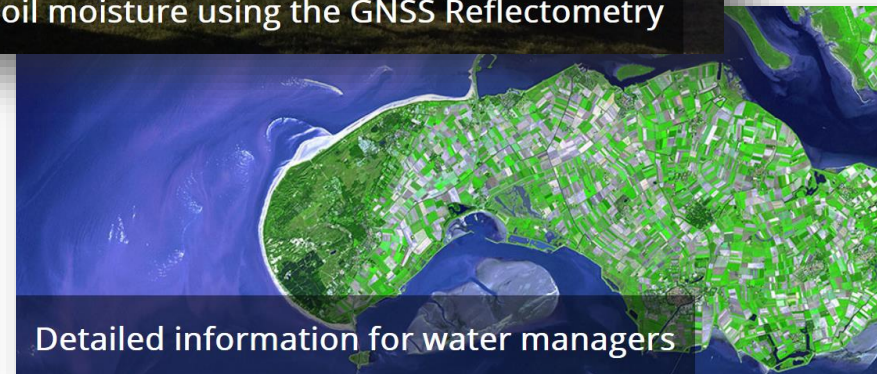 oil moisture using the GNSS Reflectometry
Detailed information for water managers